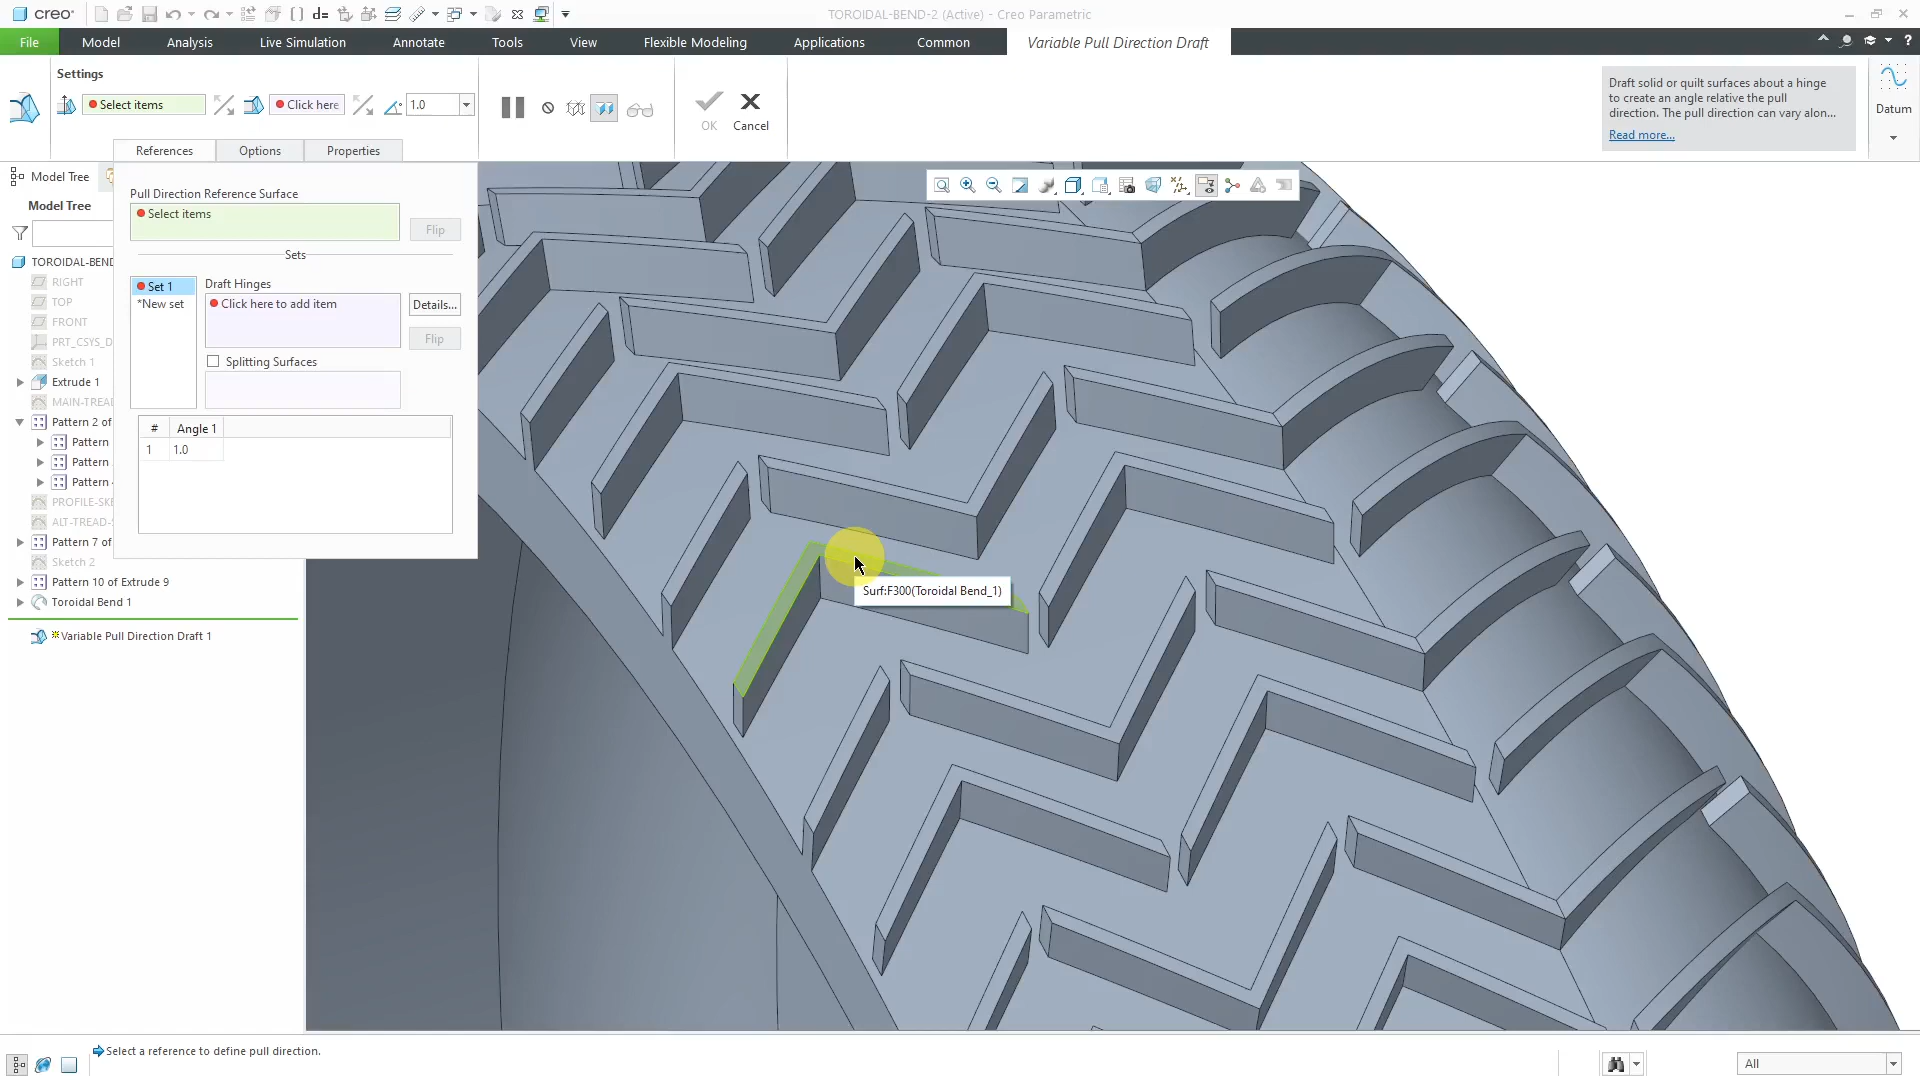 creo
d=
TOROIDAL-BEND-2 (Active) - Creo Parametric
File
Model
Analysis
Live Simulation
Annotate
Tools
View
Flexible Modeling
Applications
Common
Variable Pull Direction Draft
Settings
Select items
Click here
1.0
OK
Cancel
Draft solid or quilt surfaces about a hinge
to create an angle relative the pull
direction. The pull direction can vary alon...
Read more...
Datum
References
Options
Properties
Model Tree
Pull Direction Reference Surface
Model Tree
Select items
Flip
Sets
TOROIDAL-BEND
Set 1
Draft Hinges
RIGHT
*New set
Click here to add item
Details...
TOP
FRONT
PRT_CSYS_D
Flip
Sketch 1
Splitting Surfaces
Extrude 1
MAIN-TREAD
Pattern 2 of
#
Angle 1
Pattern
1
1.0
Pattern
Pattern
PROFILE-SKE
ALT-TREAD-S
Pattern 7 of
Sketch 2
Pattern 10 of Extrude 9
Toroidal Bend 1
Variable Pull Direction Draft 1
Surf:F300(Toroidal Bend_1)
Select a reference to define pull direction.
All